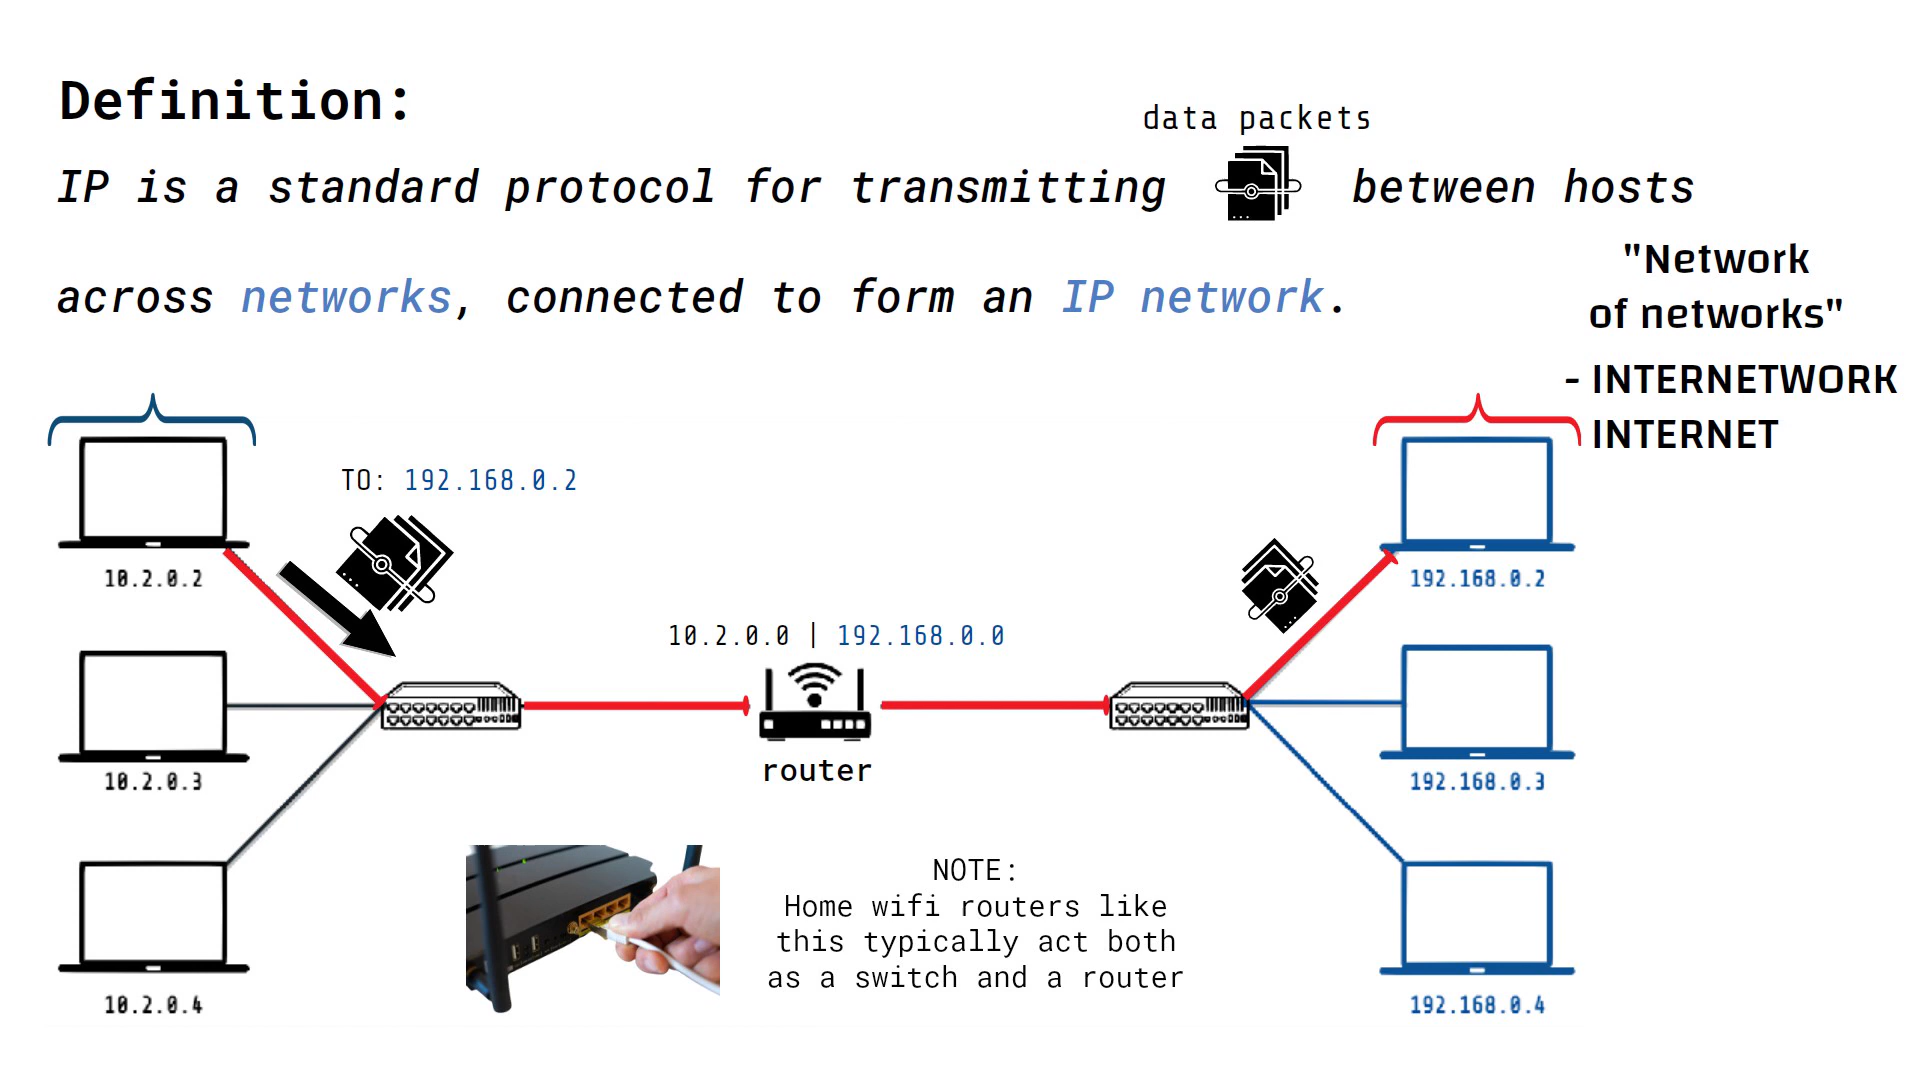 Definition:
data packets
IP is a standard protocol for transmitting between hosts
across networks, connected to form an IP network.
"Network
of networks"
- INTERNETWORK
INTERNET
TO: 192.168.0.2
10.2.0.2
192.168.0.2
10.2.0.0 | 192.168.0.0
router
10.2.0.3
192.168.0.3
NOTE:
Home wifi routers like
this typically act both
as a switch and a router
10.2.0.4
192.168.0.4